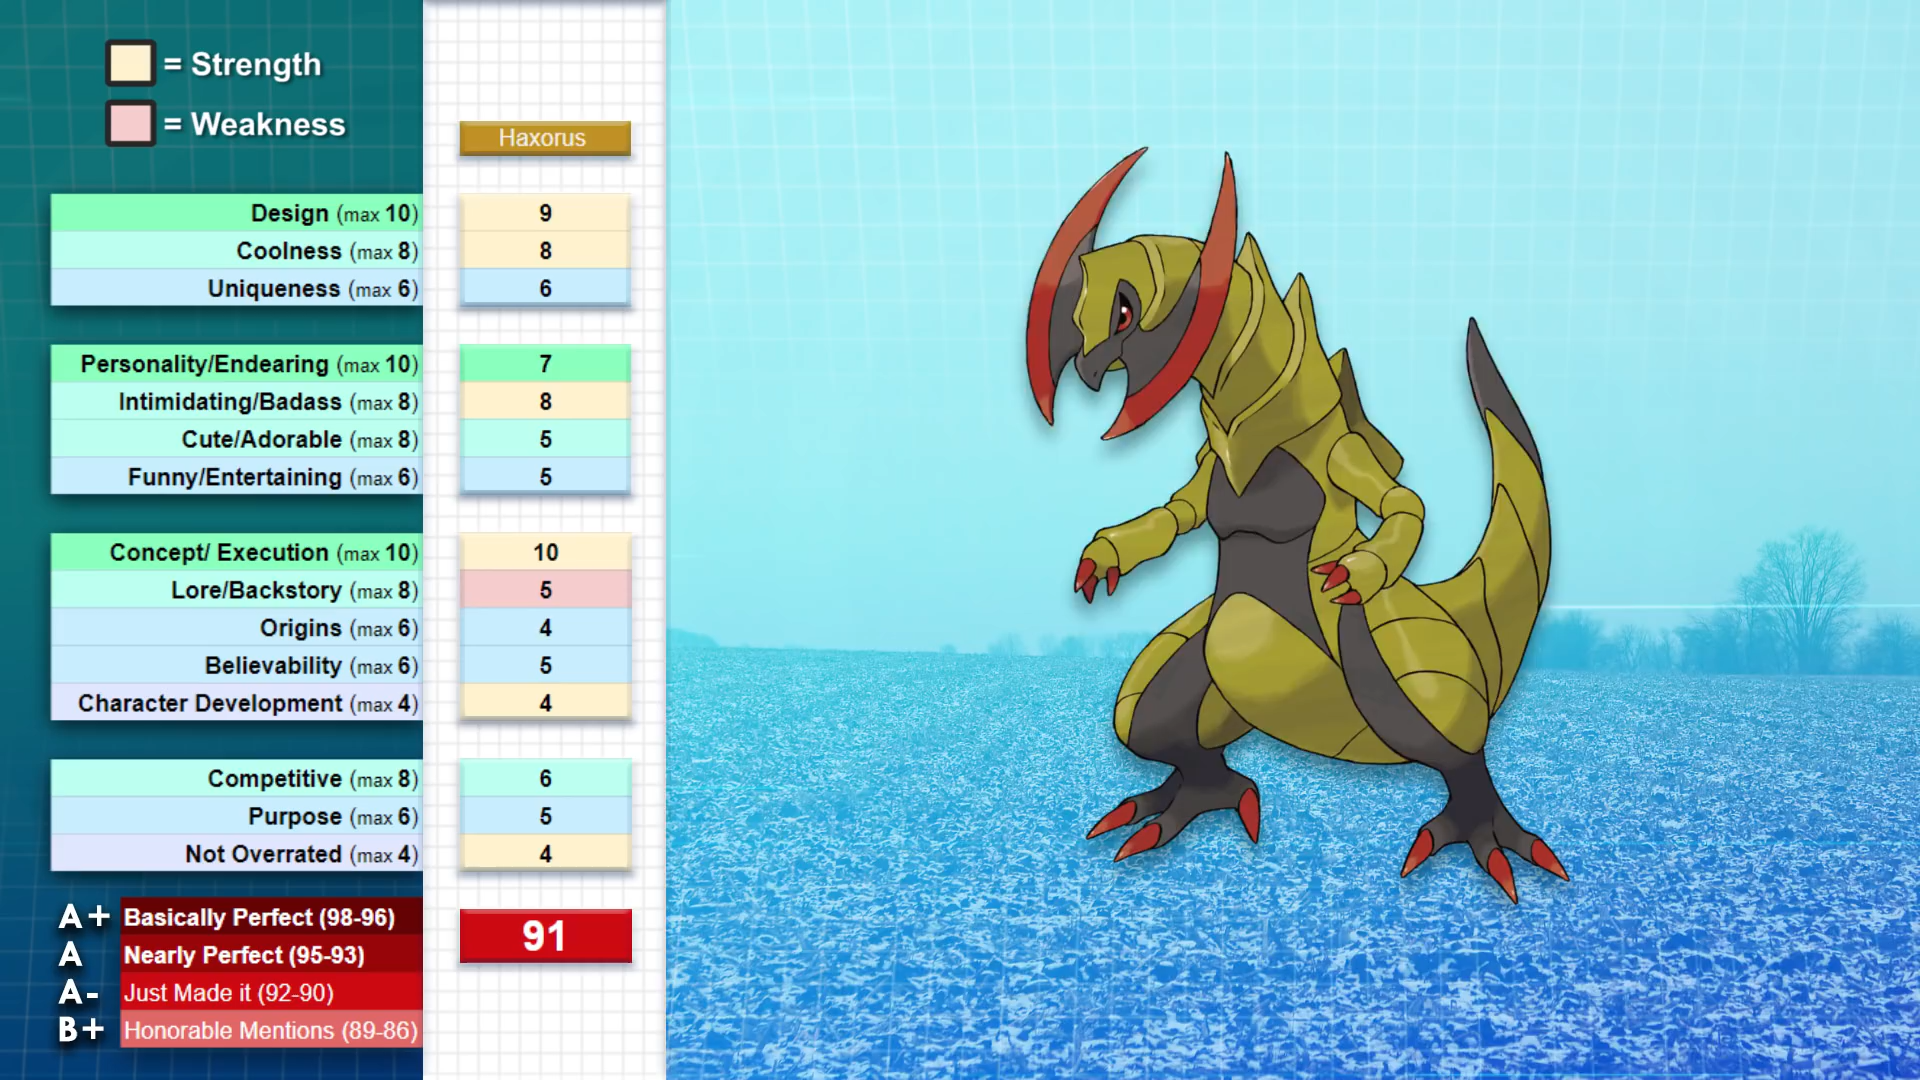 = Strength
= Weakness
Haxorus
Design (max 10) 9
Coolness (max 8) 8
Uniqueness (max 6) 6
Personality/Endearing (max 10) 7
Intimidating/Badass (max 8) 8
Cute/Adorable (max 8) 5
Funny/Entertaining (max 6) 5
Concept/ Execution (max 10) 10
Lore/Backstory (max 8) 5
Origins (max 6) 4
Believability (max 6) 5
Character Development (max 4) 4
Competitive (max 8) 6
Purpose (max 6) 5
Not Overrated (max 4) 4
A+ Basically Perfect (98-96)
91
A Nearly Perfect (95-93)
A- Just Made it (92-90)
B+ Honorable Mentions (89-86)